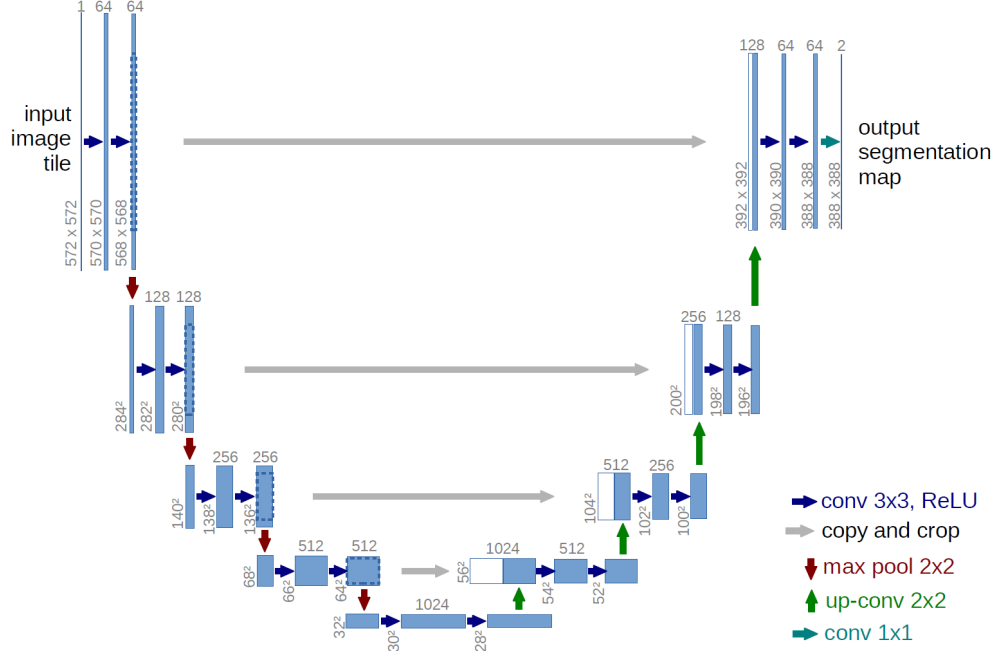 1 64 64
input
image
tile
572 x 572
570 x 570
568 x 568
128 64 64 2
output
segmentation
map
392 x 392
390 x 390
388 x 388
388 x 388
128 128
284²
282²
280²
256 128
200²
198²
196²
256 256
140²
138²
136²
512 256
104²
102²
100²
512 512
68²
66²
64²
1024 512
56²
54²
52²
1024
32²
30²
28²
conv 3x3, ReLU
copy and crop
max pool 2x2
up-conv 2x2
conv 1x1